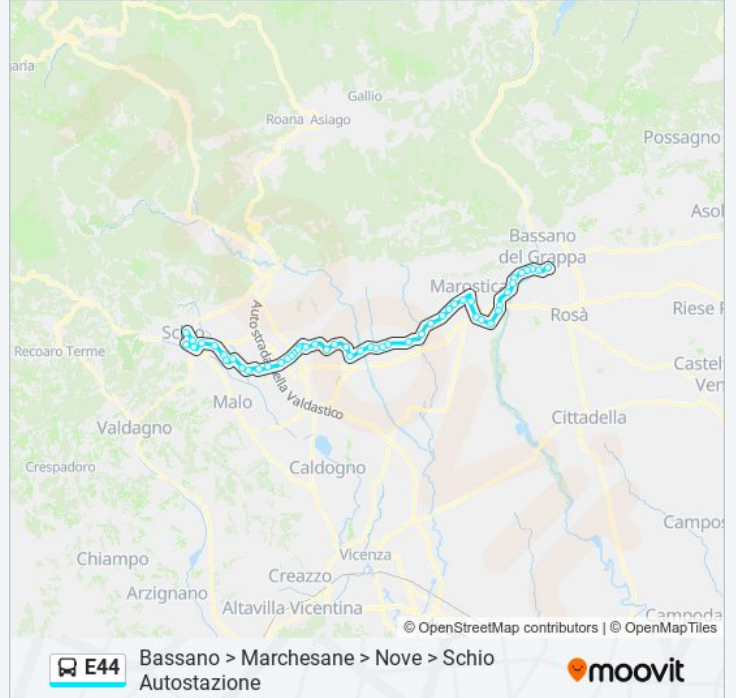 aria
Gallio
Roana Asiago
Possagno
Asol
Bassano
del Grappa
Marostica
Riese F
Rosà
Autostrada della Valdastico
Schio
Recoaro Terme
Castel
Ven
Malo
Cittadella
Valdagno
Crespadoro
Caldogno
Campos
Vicenza
Chiampo
Creazzo
Arzignano
Altavilla Vicentina
Campoda
© OpenStreetMap contributors | © OpenMapTiles
E44
Bassano > Marchesane > Nove > Schio
Autostazione
moovit